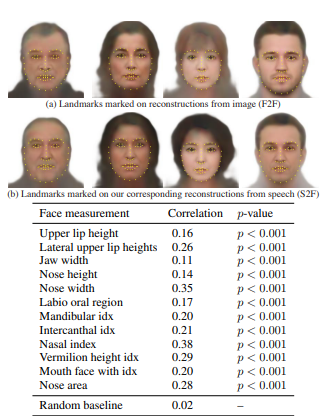 (a) Landmarks marked on reconstructions from image (F2F)
(b) Landmarks marked on our corresponding reconstructions from speech (S2F)
Face measurement Correlation p-value
Upper lip height 0.16 p < 0.001
Lateral upper lip heights 0.26 p < 0.001
Jaw width 0.11 p < 0.001
Nose height 0.14 p < 0.001
Nose width 0.35 p < 0.001
Labio oral region 0.17 p < 0.001
Mandibular idx 0.20 p < 0.001
Intercanthal idx 0.21 p < 0.001
Nasal index 0.38 p < 0.001
Vermilion height idx 0.29 p < 0.001
Mouth face with idx 0.20 p < 0.001
Nose area 0.28 p < 0.001
Random baseline 0.02 –